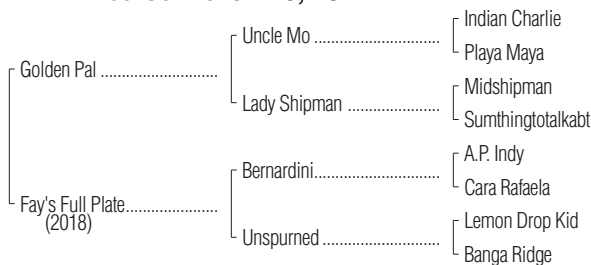 Indian Charlie
Uncle Mo ....................................
Playa Maya
Golden Pal ..................................
Midshipman
Lady Shipman ...........................
Sumthingtotalkabt
A.P. Indy
Bernardini....................................
Cara Rafaela
Fay's Full Plate...........................
(2018)
Lemon Drop Kid
Unspurned ..................................
Banga Ridge